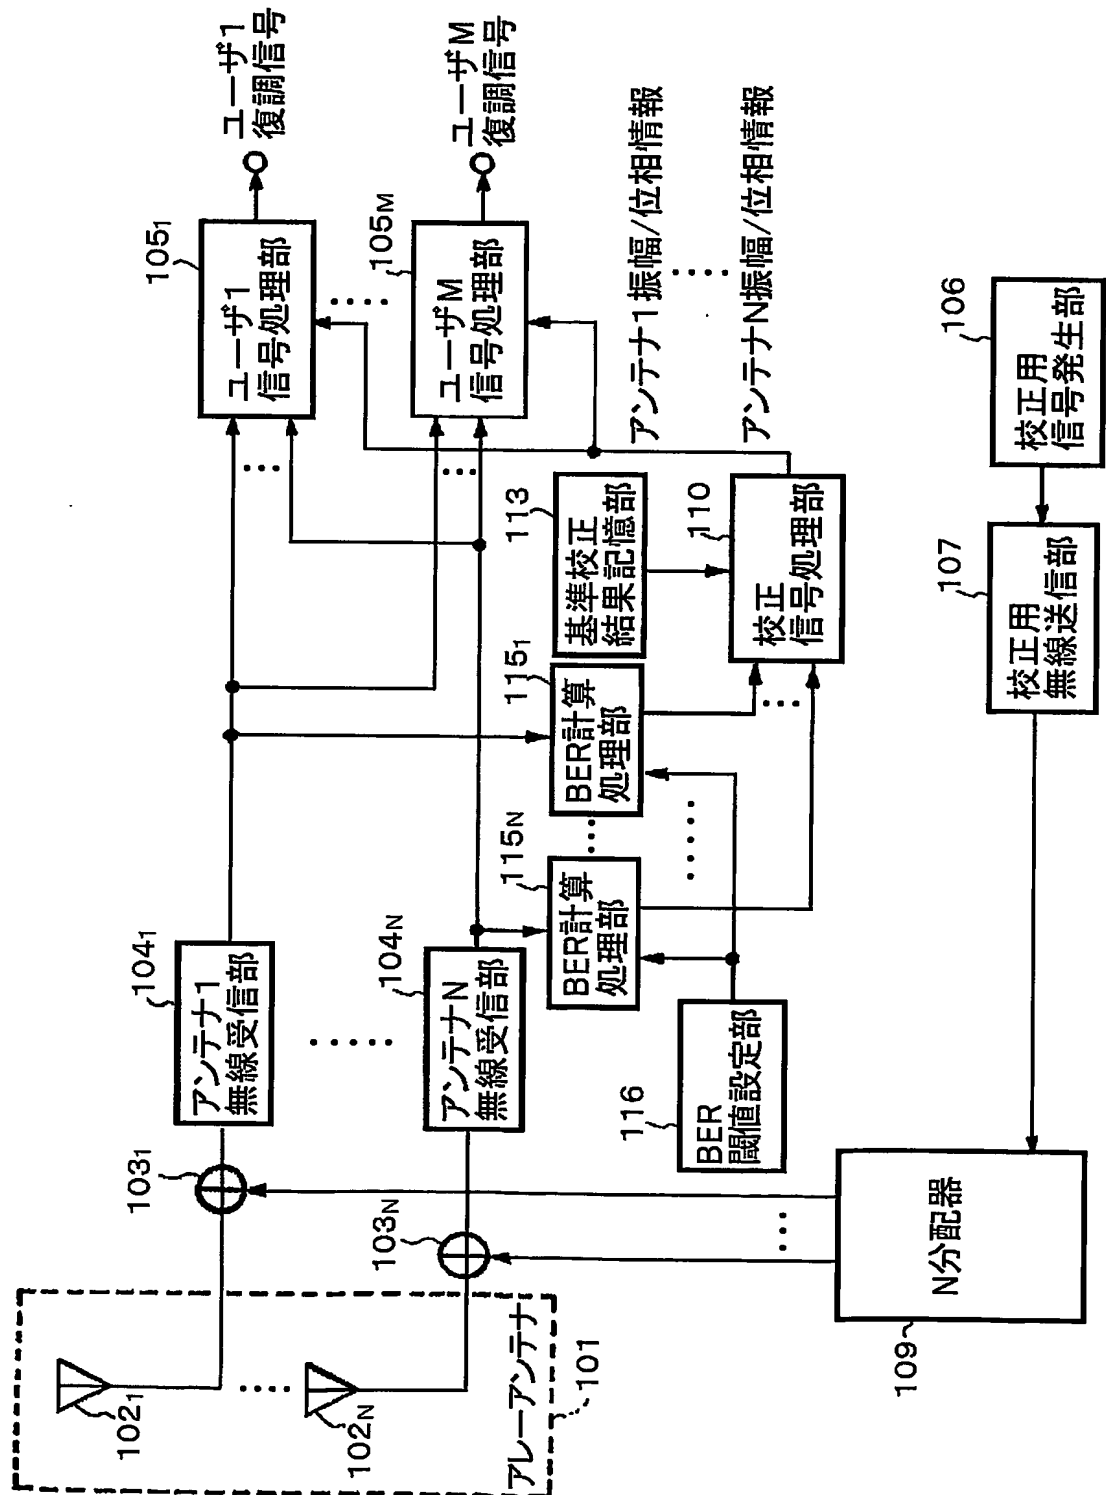 アレーアンテナ
101
102₁
102N
103₁
103N
アンテナ1
無線受信部
104₁
アンテナN
無線受信部
104N
ユーザ1
信号処理部
105₁
ユーザM
信号処理部
105M
ユーザ1
復調信号
ユーザM
復調信号
BER計算
処理部
115₁
BER計算
処理部
115N
BER
閾値設定部
116
基準校正
結果記憶部
113
校正
信号処理部
110
アンテナ1振幅/位相情報
アンテナN振幅/位相情報
校正用
信号発生部
106
校正用
無線送信部
107
N分配器
109